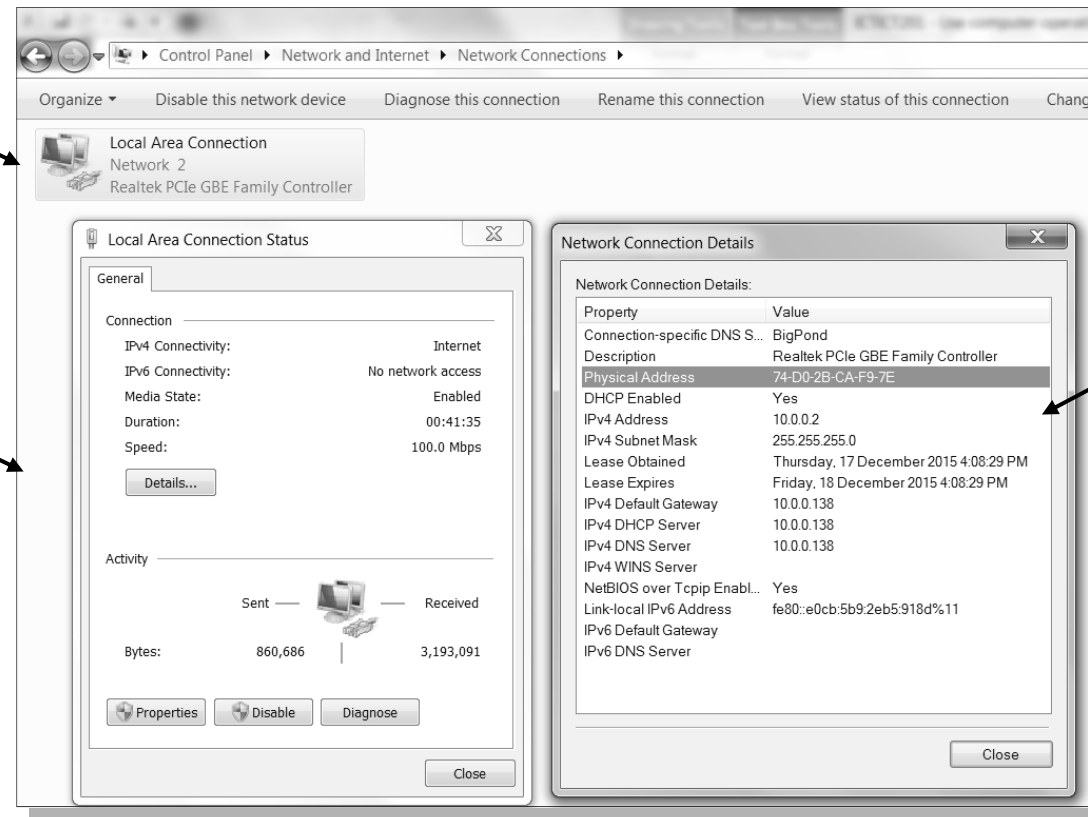 Control Panel Network and Internet Network Connections
Organize Disable this network device Diagnose this connection Rename this connection View status of this connection Chang
Local Area Connection
Network 2
Realtek PCIe GBE Family Controller
Local Area Connection Status
General
Connection
IPv4 Connectivity: Internet
IPv6 Connectivity: No network access
Media State: Enabled
Duration: 00:41:35
Speed: 100.0 Mbps
Details...
Activity
Sent Received
Bytes: 860,686 3,193,091
Properties Disable Diagnose
Close
Network Connection Details
Network Connection Details:
Property Value
Connection-specific DNS S... BigPond
Description Realtek PCIe GBE Family Controller
Physical Address 74-D0-2B-CA-F9-7E
DHCP Enabled Yes
IPv4 Address 10.0.0.2
IPv4 Subnet Mask 255.255.255.0
Lease Obtained Thursday, 17 December 2015 4:08:29 PM
Lease Expires Friday, 18 December 2015 4:08:29 PM
IPv4 Default Gateway 10.0.0.138
IPv4 DHCP Server 10.0.0.138
IPv4 DNS Server 10.0.0.138
IPv4 WINS Server
NetBIOS over Tcpip Enabl... Yes
Link-local IPv6 Address fe80::e0cb:5b9:2eb5:918d%11
IPv6 Default Gateway
IPv6 DNS Server
Close